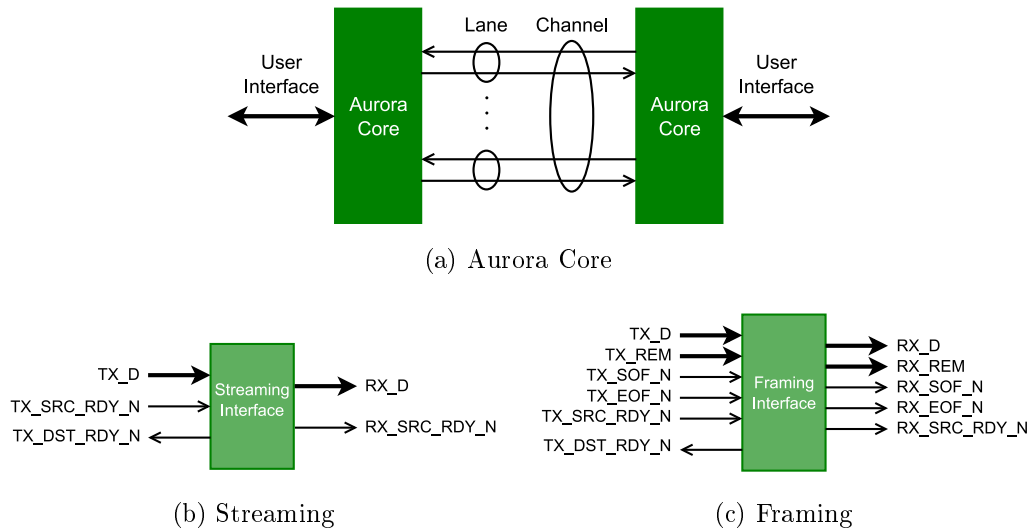 Lane
Channel
User
Interface
Aurora
Core
Aurora
Core
User
Interface
(a) Aurora Core
TX_D
TX_SRC_RDY_N
TX_DST_RDY_N
Streaming
Interface
RX_D
RX_SRC_RDY_N
(b) Streaming
TX_D
TX_REM
TX_SOF_N
TX_EOF_N
TX_SRC_RDY_N
TX_DST_RDY_N
Framing
Interface
RX_D
RX_REM
RX_SOF_N
RX_EOF_N
RX_SRC_RDY_N
(c) Framing